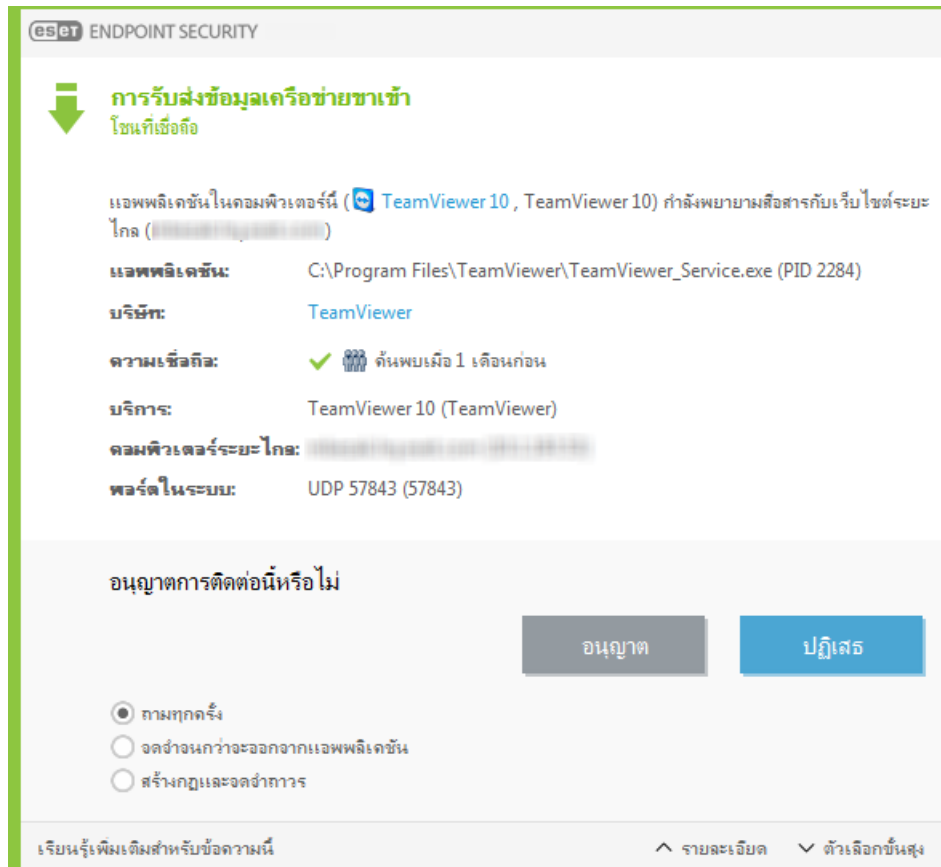 eset ENDPOINT SECURITY
การรับส่งข้อมูลเครือข่ายขาเข้า
โซนที่เชื่อถือ
แอพพลิเคชันในคอมพิวเตอร์นี้ ( TeamViewer 10 , TeamViewer 10) กำลังพยายามสื่อสารกับเว็บไซต์ระยะ
ไกล ( )
แอพพลิเคชัน: C:\Program Files\TeamViewer\TeamViewer_Service.exe (PID 2284)
บริษัท: TeamViewer
ความเชื่อถือ: ค้นพบเมื่อ 1 เดือนก่อน
บริการ: TeamViewer 10 (TeamViewer)
คอมพิวเตอร์ระยะไกล:
พอร์ตในระบบ: UDP 57843 (57843)
อนุญาตการติดต่อนี้หรือไม่
อนุญาต ปฏิเสธ
ถามทุกครั้ง
จดจำจนกว่าจะออกจากแอพพลิเคชัน
สร้างกฎและจดจำถาวร
เรียนรู้เพิ่มเติมสำหรับข้อความนี้ รายละเอียด ตัวเลือกขั้นสูง